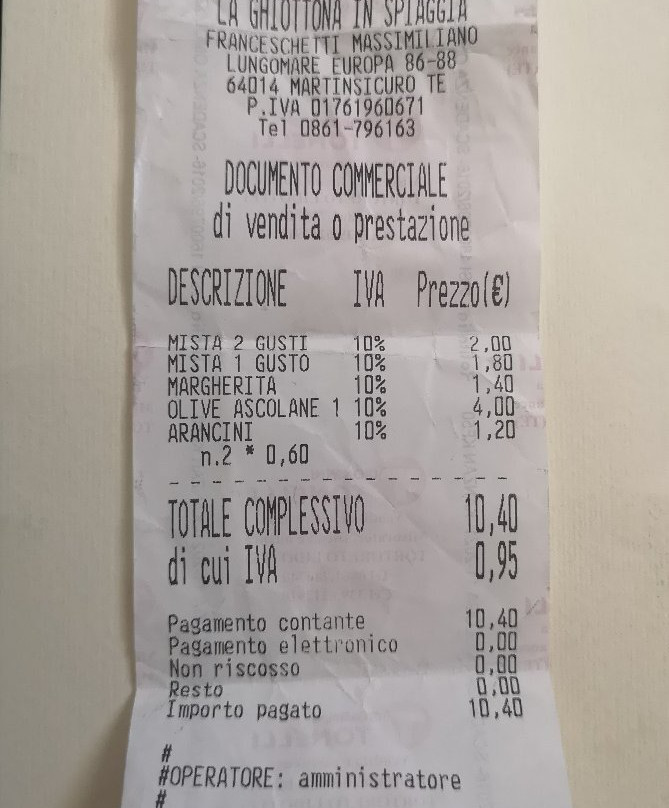 LA GHIOTTONA IN SPIAGGIA
FRANCESCHETTI MASSIMILIANO
LUNGOMARE EUROPA 86-88
64014 MARTINSICURO TE
P.IVA 01761960671
Tel 0861-796163
DOCUMENTO COMMERCIALE
di vendita o prestazione
DESCRIZIONE IVA Prezzo(€)
MISTA 2 GUSTI 10% 2,00
MISTA 1 GUSTO 10% 1,80
MARGHERITA 10% 1,40
OLIVE ASCOLANE 1 10% 4,00
ARANCINI 10% 1,20
n.2 * 0,60
TOTALE COMPLESSIVO 10,40
di cui IVA 0,95
Pagamento contante 10,40
Pagamento elettronico 0,00
Non riscosso 0,00
Resto 0,00
Importo pagato 10,40
#
#OPERATORE: amministratore
#